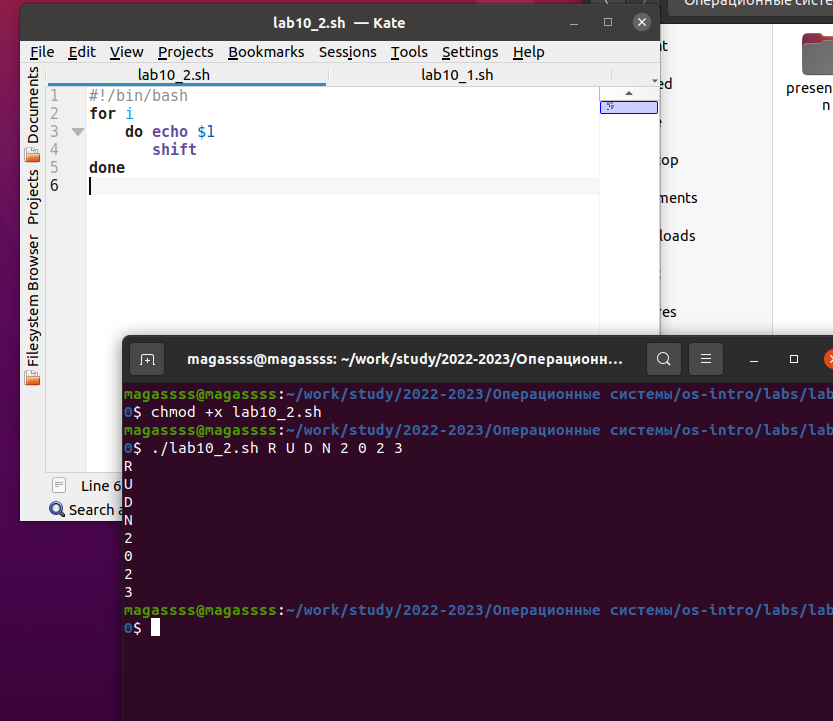 lab10_2.sh — Kate
Операционные систе
File Edit View Projects Bookmarks Sessions Tools Settings Help
lab10_2.sh lab10_1.sh
Documents
Projects
Filesystem Browser
1 #!/bin/bash
2 for i
3 do echo $1
4 shift
5 done
6
Line 6
Search a
nt
ed
e
op
ments
loads
res
present
n
magassss@magassss: ~/work/study/2022-2023/Операционн...
magassss@magassss:~/work/study/2022-2023/Операционные системы/os-intro/labs/lab
0$ chmod +x lab10_2.sh
magassss@magassss:~/work/study/2022-2023/Операционные системы/os-intro/labs/lab
0$ ./lab10_2.sh R U D N 2 0 2 3
R
U
D
N
2
0
2
3
magassss@magassss:~/work/study/2022-2023/Операционные системы/os-intro/labs/lab
0$